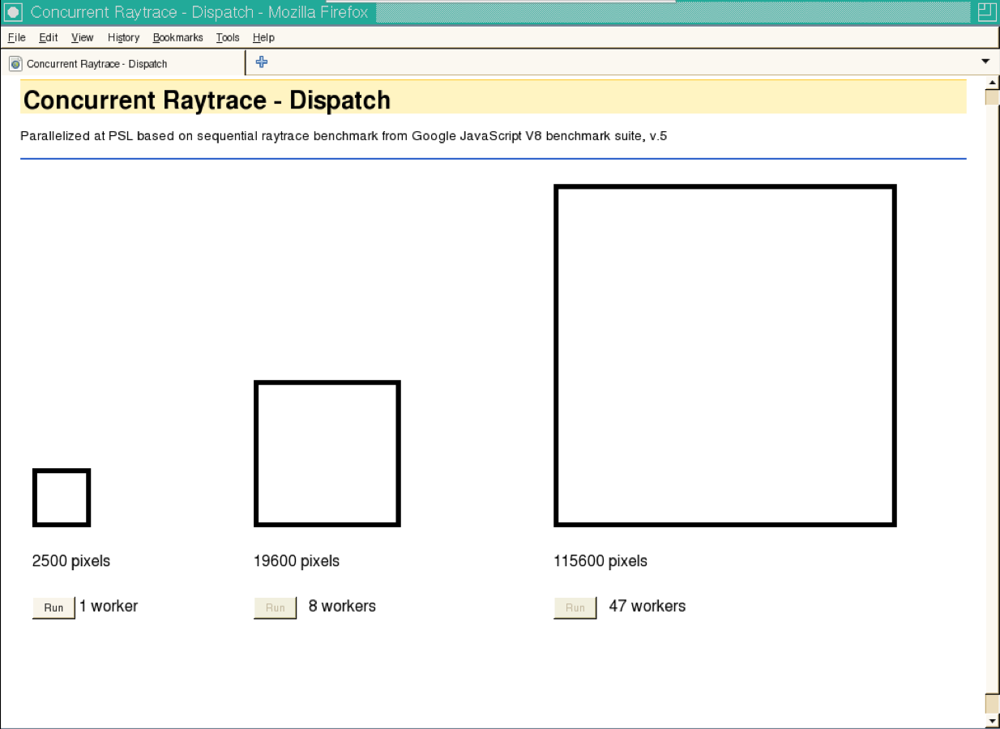 Concurrent Raytrace - Dispatch - Mozilla Firefox
File Edit View History Bookmarks Tools Help
Concurrent Raytrace - Dispatch
Concurrent Raytrace - Dispatch
Parallelized at PSL based on sequential raytrace benchmark from Google JavaScript V8 benchmark suite, v.5
2500 pixels 19600 pixels 115600 pixels
Run 1 worker Run 8 workers Run 47 workers